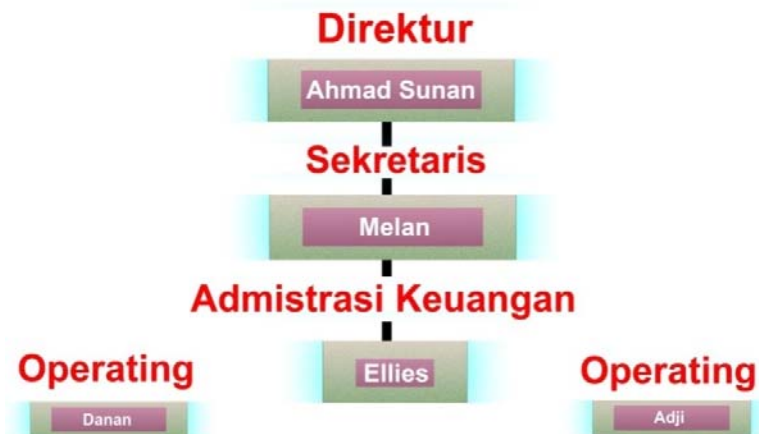 Direktur
Ahmad Sunan
Sekretaris
Melan
Admistrasi Keuangan
Ellies
Operating
Danan
Operating
Adji